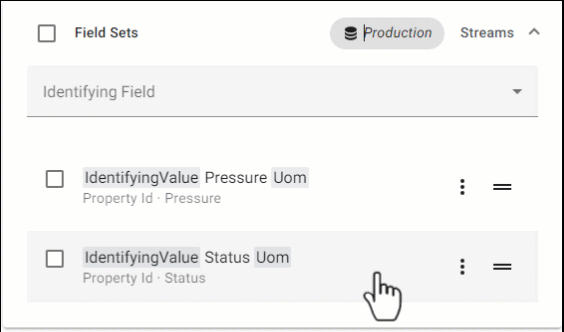 Field Sets Production Streams
Identifying Field
IdentifyingValue Pressure Uom
Property Id · Pressure
IdentifyingValue Status Uom
Property Id · Status